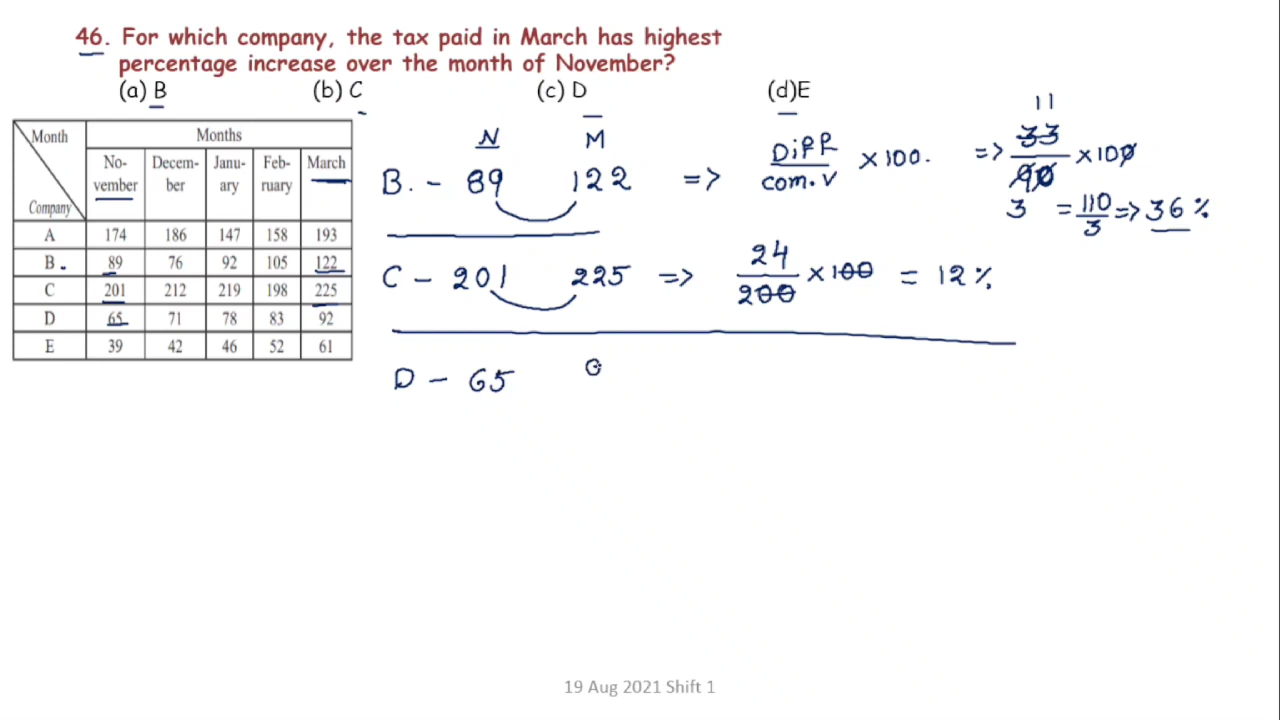 46. For which company, the tax paid in March has highest
percentage increase over the month of November?
(a) B (b) C (c) D (d)E
Month Months
Company No-vember Decem-ber Janu-ary Feb-ruary March
A 174 186 147 158 193
B 89 76 92 105 122
C 201 212 219 198 225
D 65 71 78 83 92
E 39 42 46 52 61
N M
B. - 89 122 => Diff/com.v ×100. => 33/90 ×100
11
3 = 110/3 => 36%
C - 201 225 => 24/200 ×100 = 12%
D - 65
19 Aug 2021 Shift 1